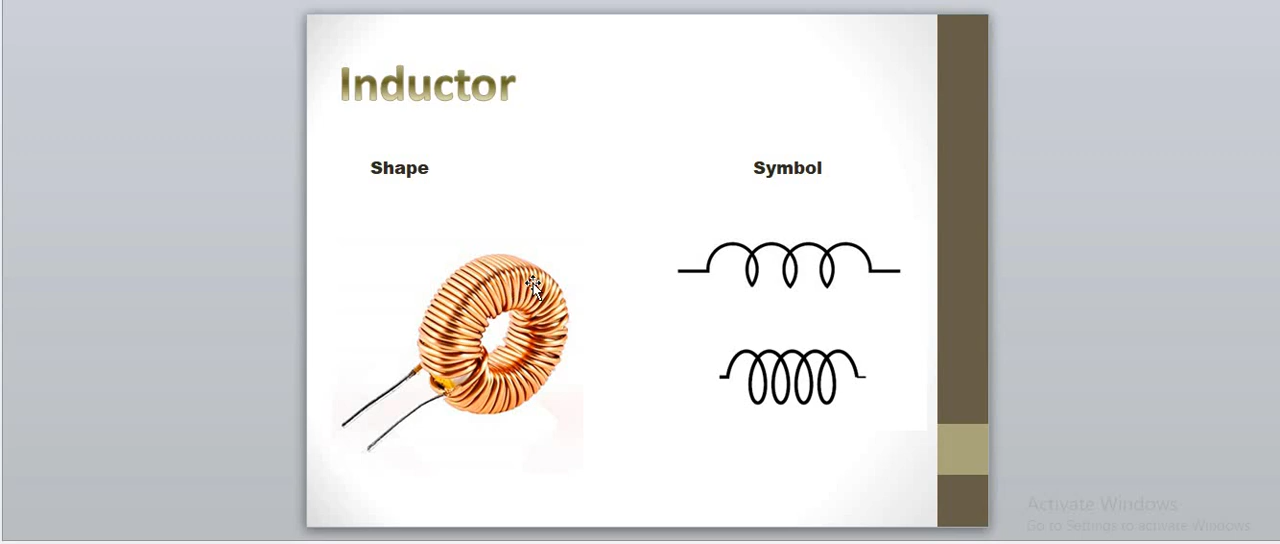 Inductor
Shape
Symbol
Activate Windows
Go to Settings to activate Windows